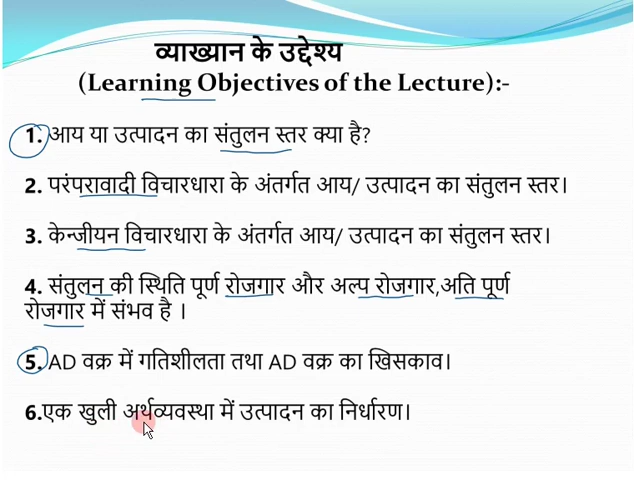 व्याख्यान के उद्देश्य
(Learning Objectives of the Lecture):-
1. आय या उत्पादन का संतुलन स्तर क्या है?
2. परंपरावादी विचारधारा के अंतर्गत आय/ उत्पादन का संतुलन स्तर।
3. केन्जीयन विचारधारा के अंतर्गत आय/ उत्पादन का संतुलन स्तर।
4. संतुलन की स्थिति पूर्ण रोजगार और अल्प रोजगार,अति पूर्ण
रोजगार में संभव है ।
5. AD वक्र में गतिशीलता तथा AD वक्र का खिसकाव।
6.एक खुली अर्थव्यवस्था में उत्पादन का निर्धारण।